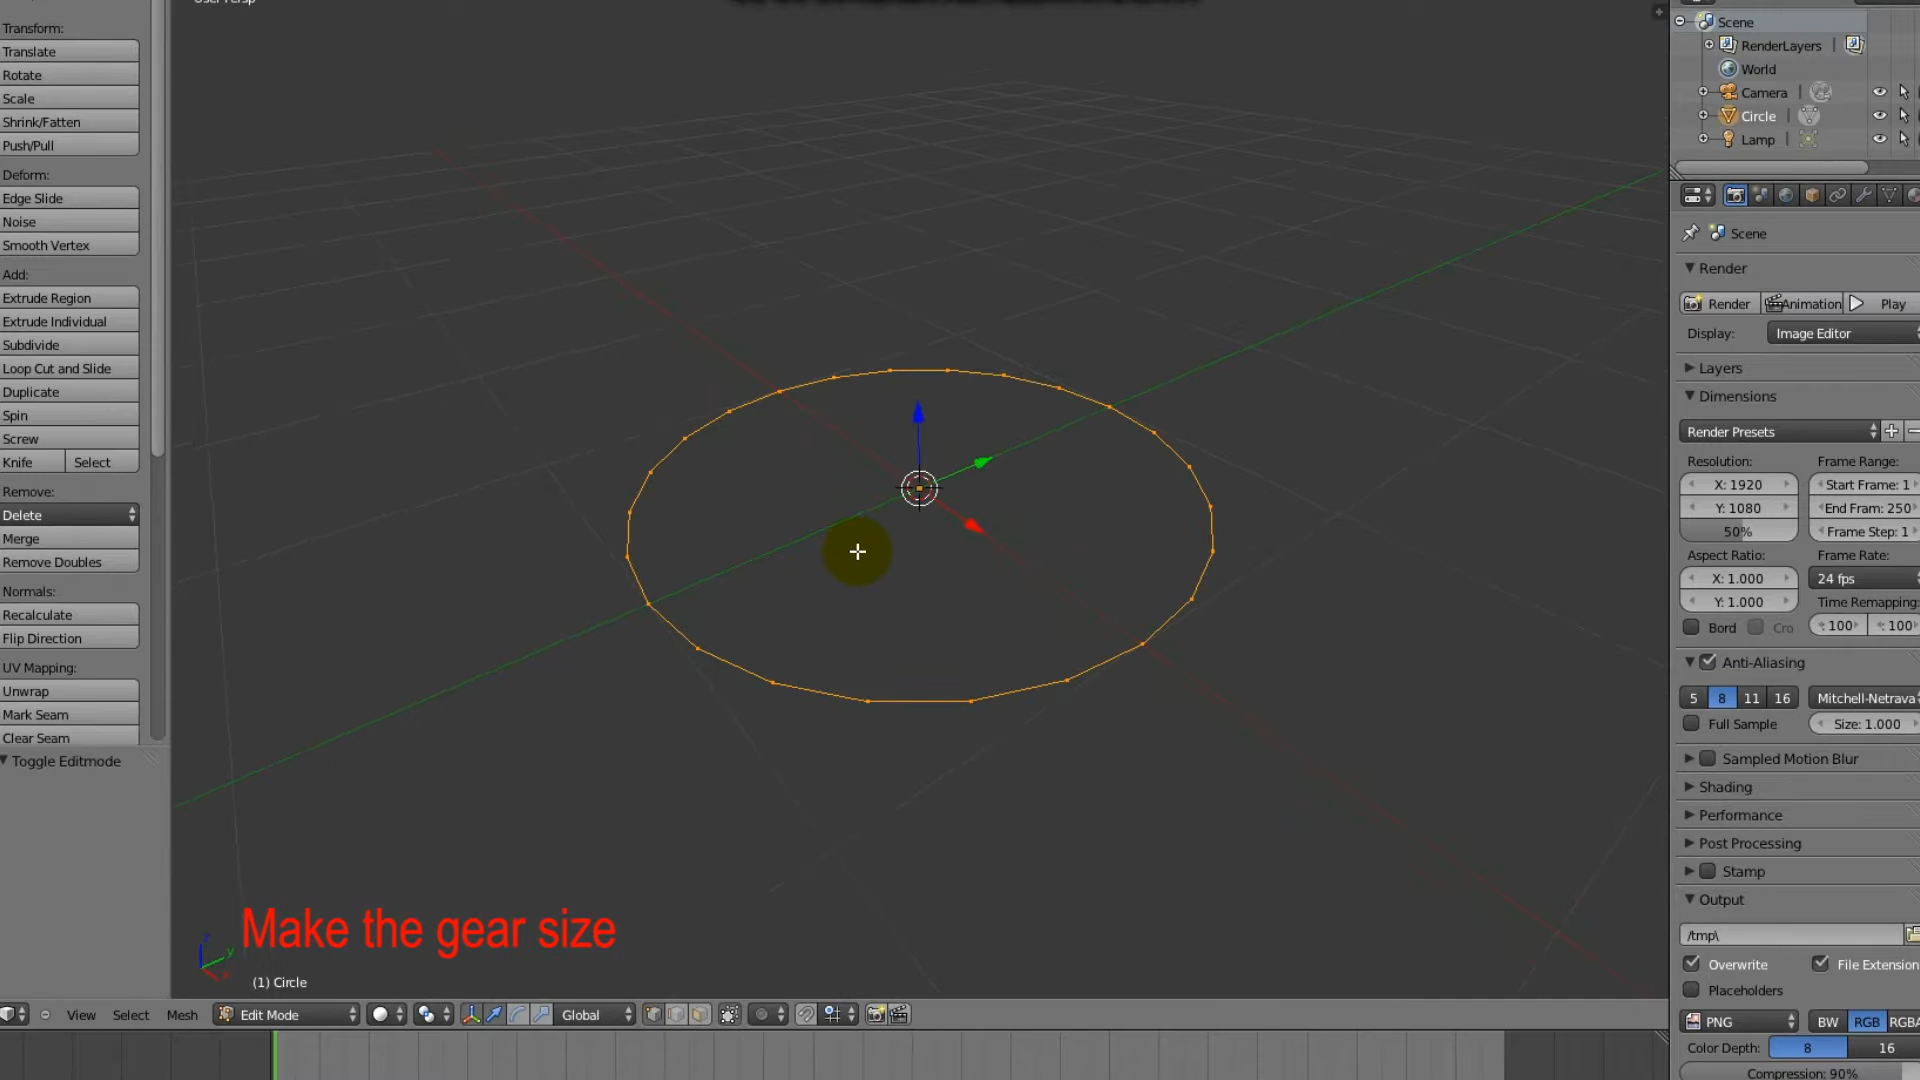 User Persp
Transform:
Translate
Rotate
Scale
Shrink/Fatten
Push/Pull
Deform:
Edge Slide
Noise
Smooth Vertex
Add:
Extrude Region
Extrude Individual
Subdivide
Loop Cut and Slide
Duplicate
Spin
Screw
Knife Select
Remove:
Delete
Merge
Remove Doubles
Normals:
Recalculate
Flip Direction
UV Mapping:
Unwrap
Mark Seam
Clear Seam
Toggle Editmode
Make the gear size
(1) Circle
View Select Mesh Edit Mode Global
Scene
RenderLayers
World
Camera
Circle
Lamp
Scene
Render
Render Animation Play
Display: Image Editor
Layers
Dimensions
Render Presets
Resolution: Frame Range:
X: 1920 Start Frame: 1
Y: 1080 End Fram: 250
50% Frame Step: 1
Aspect Ratio: Frame Rate:
X: 1.000 24 fps
Y: 1.000 Time Remapping:
Bord Cro : 100 : 100
Anti-Aliasing
5 8 11 16 Mitchell-Netrava
Full Sample Size: 1.000
Sampled Motion Blur
Shading
Performance
Post Processing
Stamp
Output
/tmp\
Overwrite File Extension
Placeholders
PNG BW RGB RGBA
Color Depth: 8 16
Compression: 90%